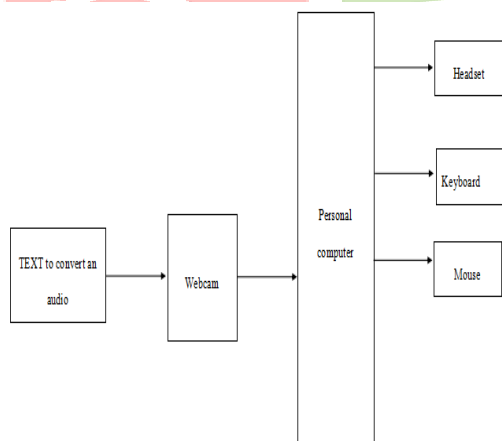 TEXT to convert an
audio
Webcam
Personal
computer
Headset
Keyboard
Mouse